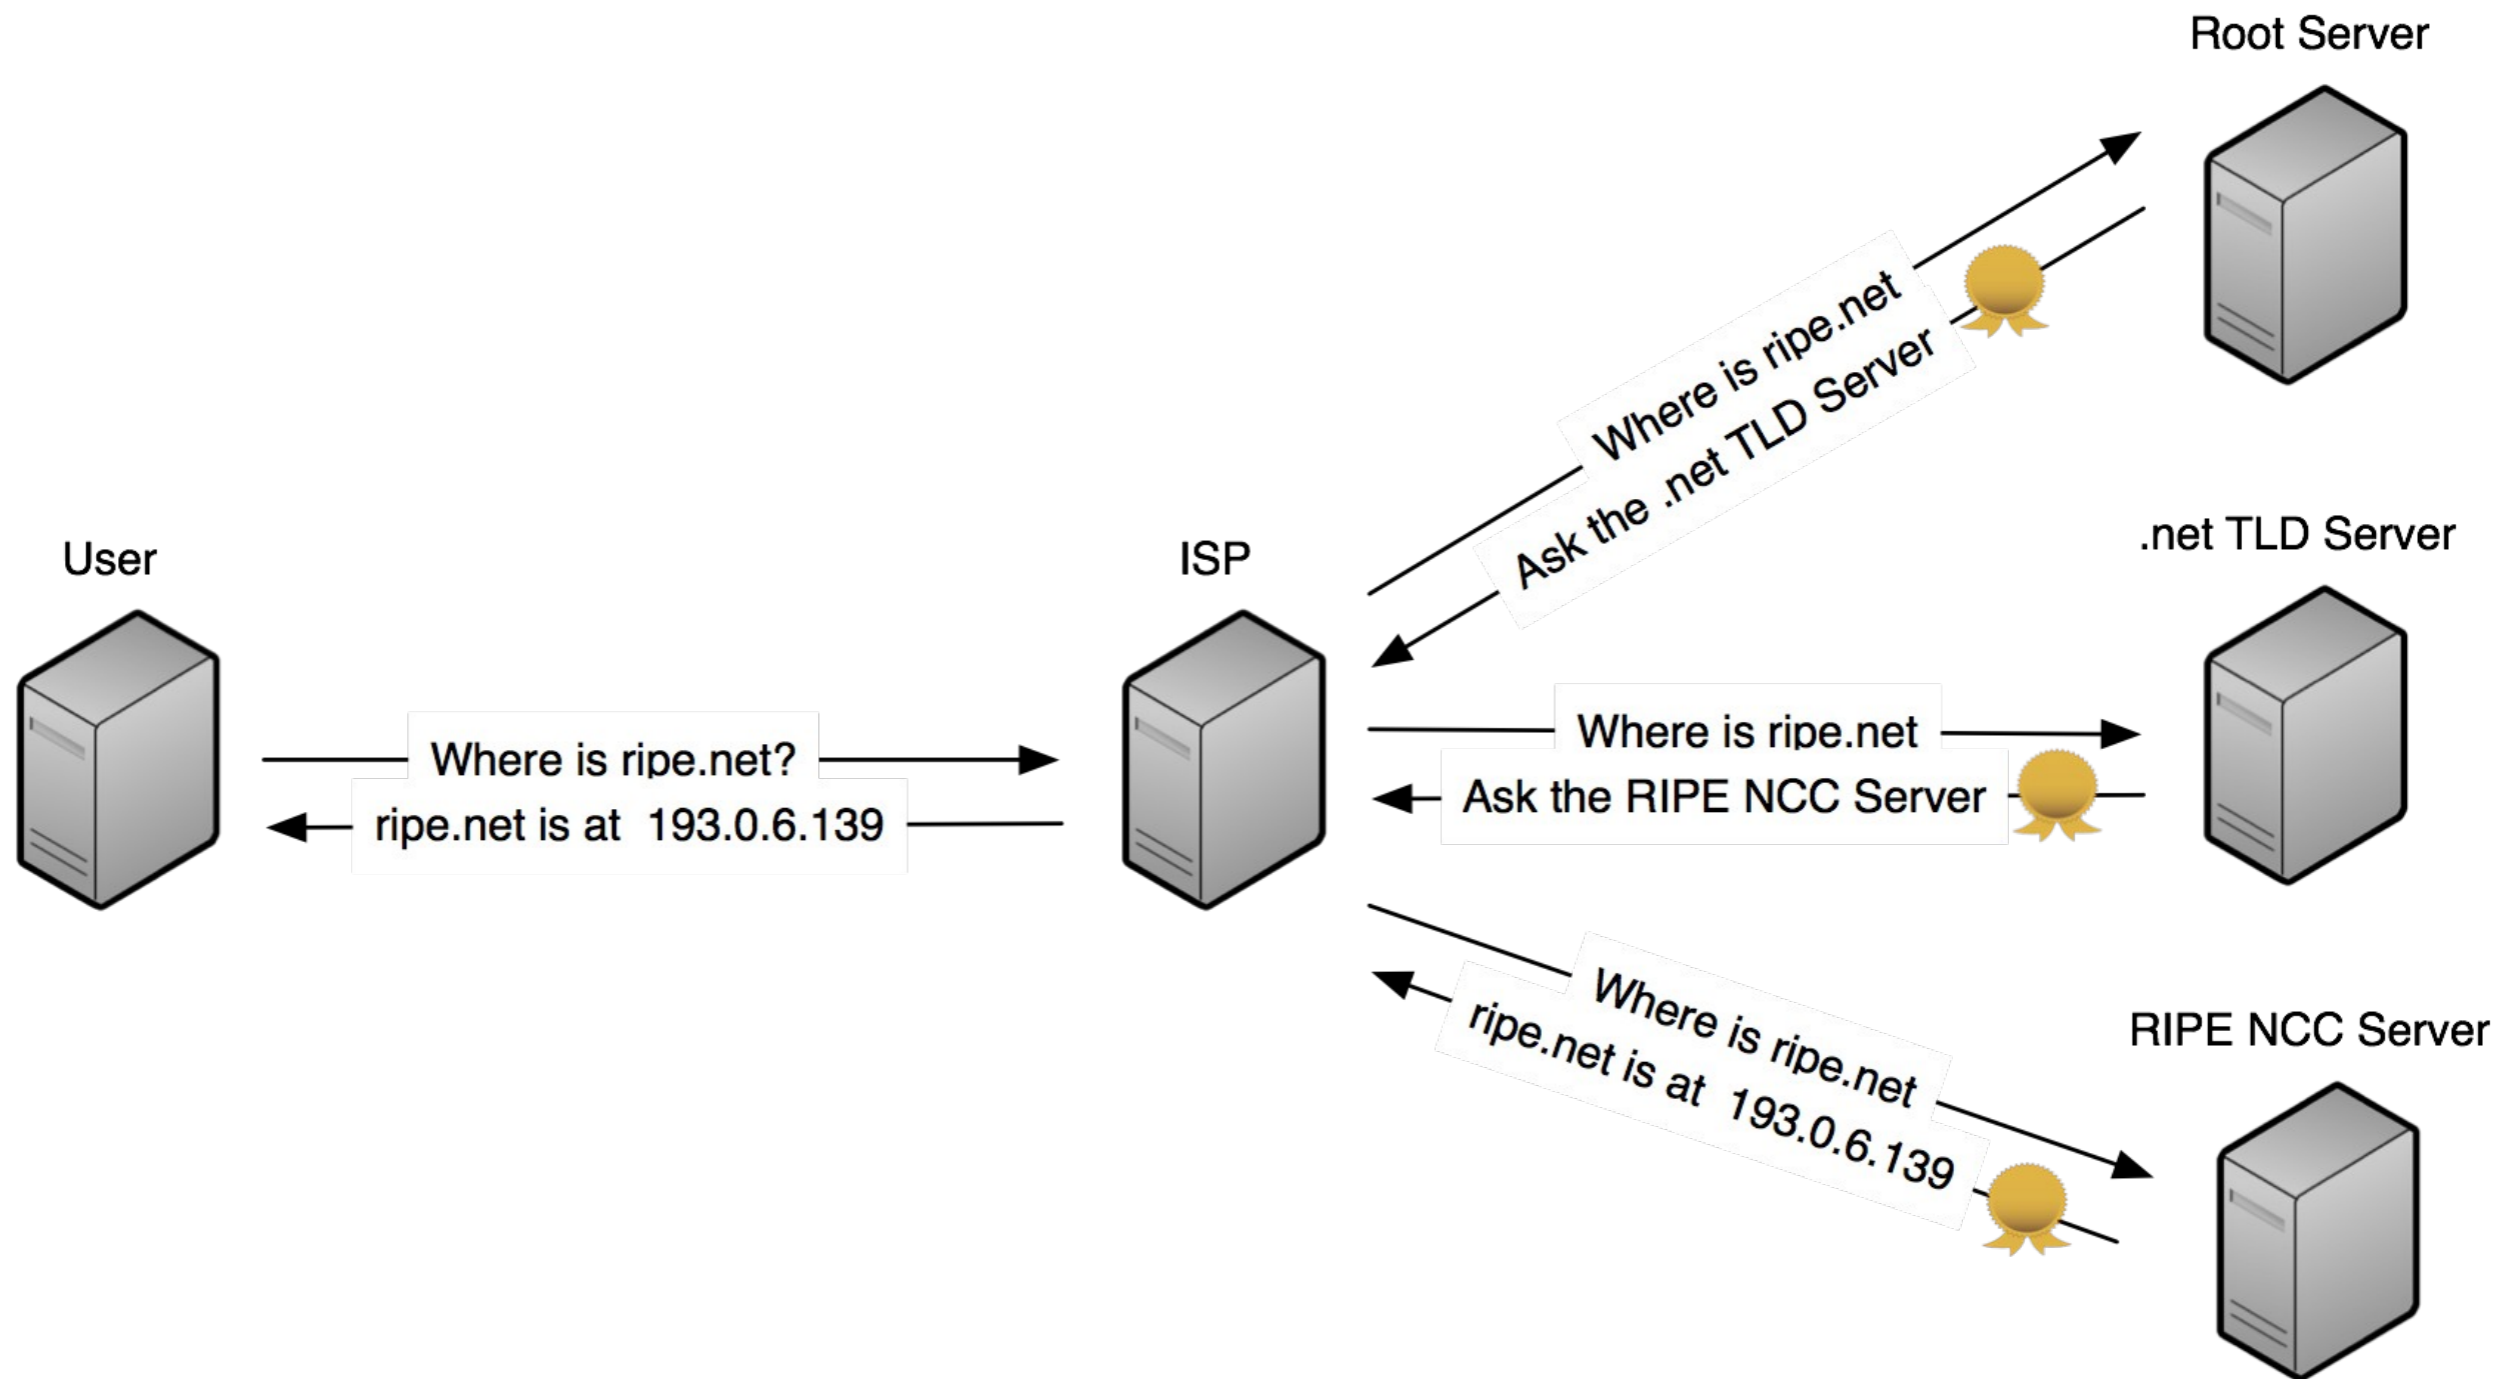 Root Server
Where is ripe.net
Ask the .net TLD Server
User
ISP
.net TLD Server
Where is ripe.net?
ripe.net is at  193.0.6.139
Where is ripe.net
Ask the RIPE NCC Server
Where is ripe.net
ripe.net is at  193.0.6.139
RIPE NCC Server